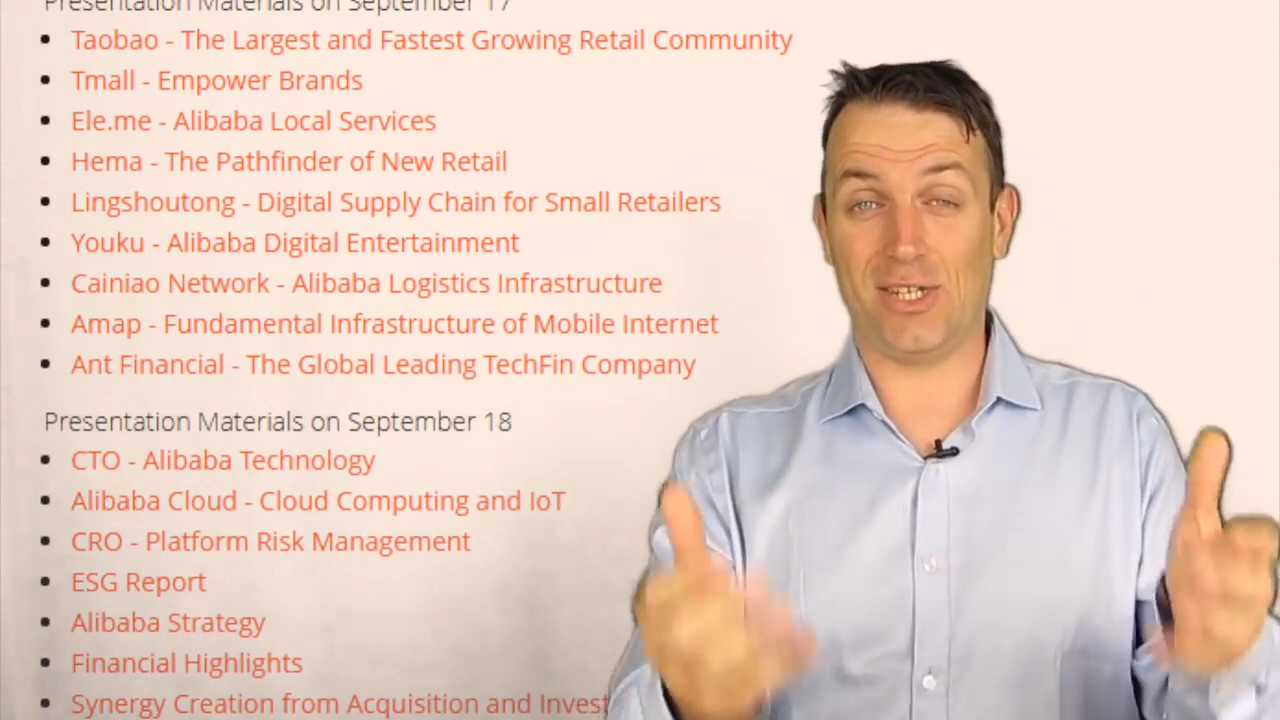 Presentation Materials on September 17
Taobao - The Largest and Fastest Growing Retail Community
Tmall - Empower Brands
Ele.me - Alibaba Local Services
Hema - The Pathfinder of New Retail
Lingshoutong - Digital Supply Chain for Small Retailers
Youku - Alibaba Digital Entertainment
Cainiao Network - Alibaba Logistics Infrastructure
Amap - Fundamental Infrastructure of Mobile Internet
Ant Financial - The Global Leading TechFin Company
Presentation Materials on September 18
CTO - Alibaba Technology
Alibaba Cloud - Cloud Computing and IoT
CRO - Platform Risk Management
ESG Report
Alibaba Strategy
Financial Highlights
Synergy Creation from Acquisition and Invest